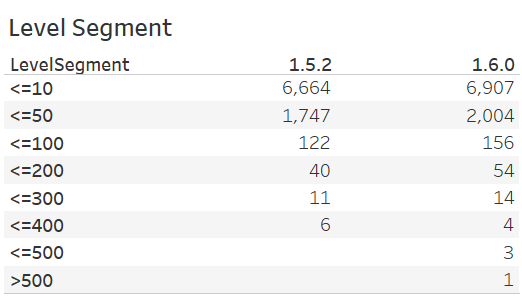 Level Segment
LevelSegment 1.5.2 1.6.0
<=10 6,664 6,907
<=50 1,747 2,004
<=100 122 156
<=200 40 54
<=300 11 14
<=400 6 4
<=500 3
>500 1